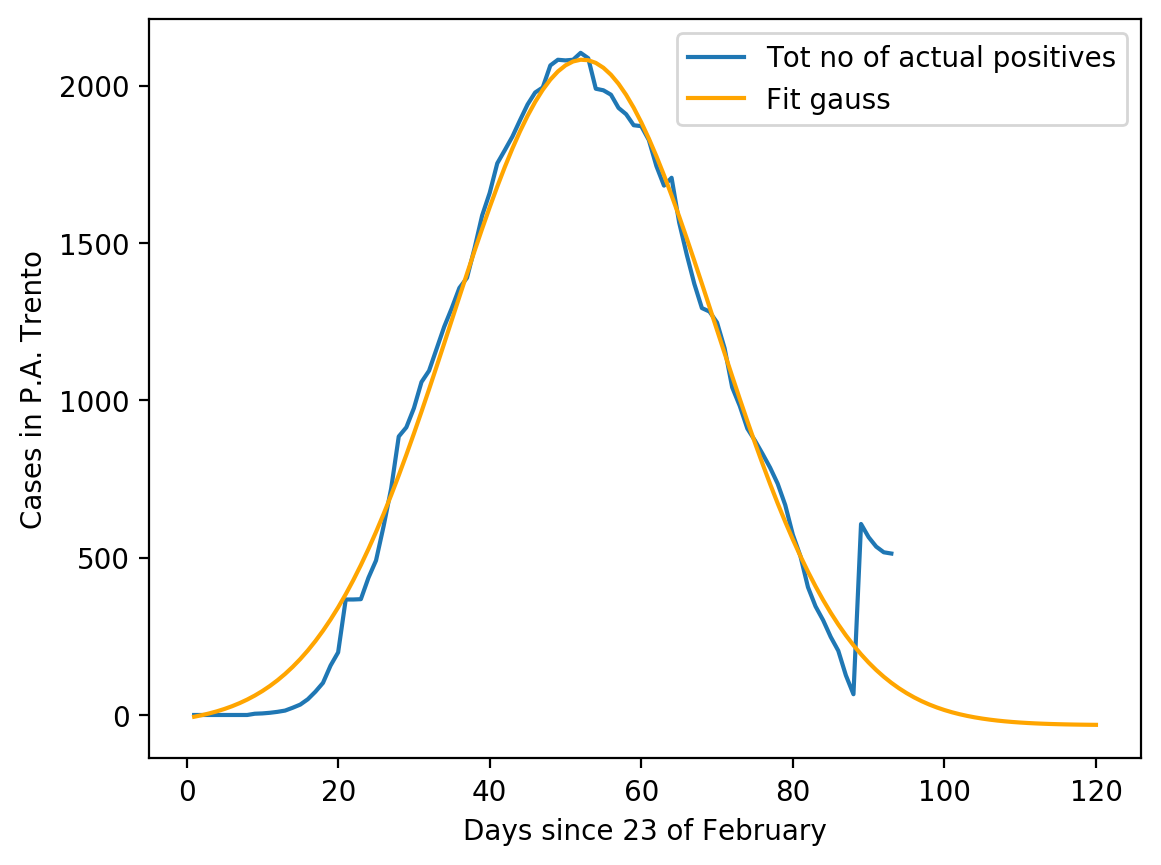 Tot no of actual positives
Fit gauss
2000
1500
1000
500
0
Cases in P.A. Trento
0 20 40 60 80 100 120
Days since 23 of February